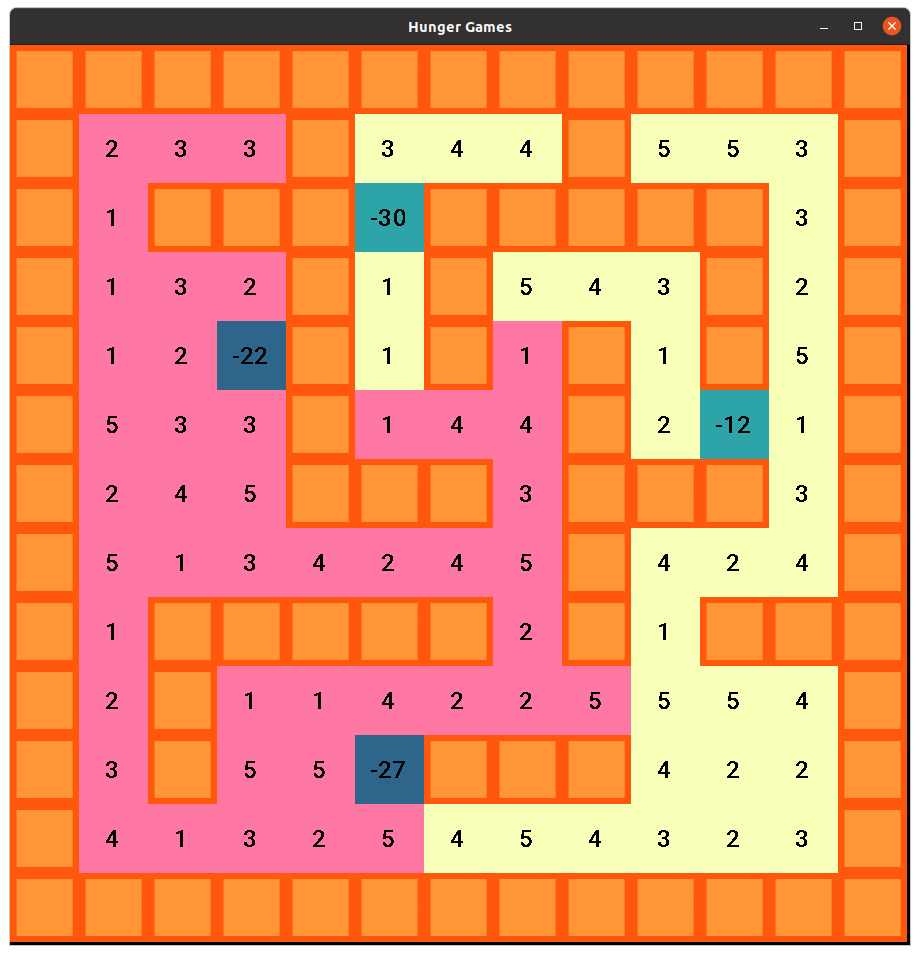 Hunger Games
2 3 3 3 4 4 5 5 3
1 -30 3
1 3 2 1 5 4 3 2
1 2 -22 1 1 1 5
5 3 3 1 4 4 2 -12 1
2 4 5 3 3
5 1 3 4 2 4 5 4 2 4
1 2 1
2 1 1 4 2 2 5 5 5 4
3 5 5 -27 4 2 2
4 1 3 2 5 4 5 4 3 2 3